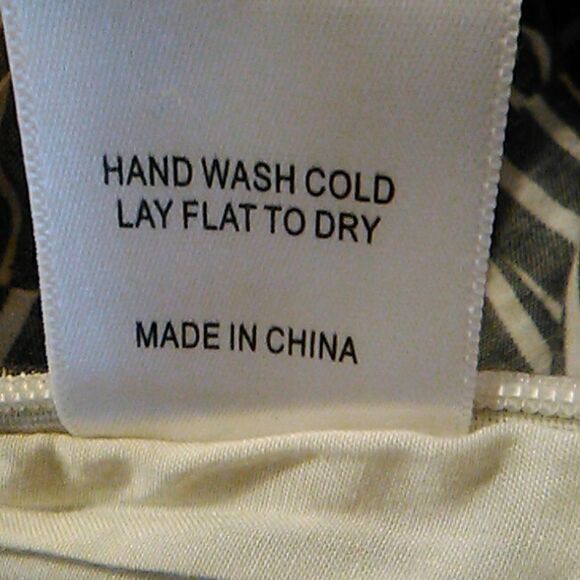 HAND WASH COLD
LAY FLAT TO DRY
MADE IN CHINA